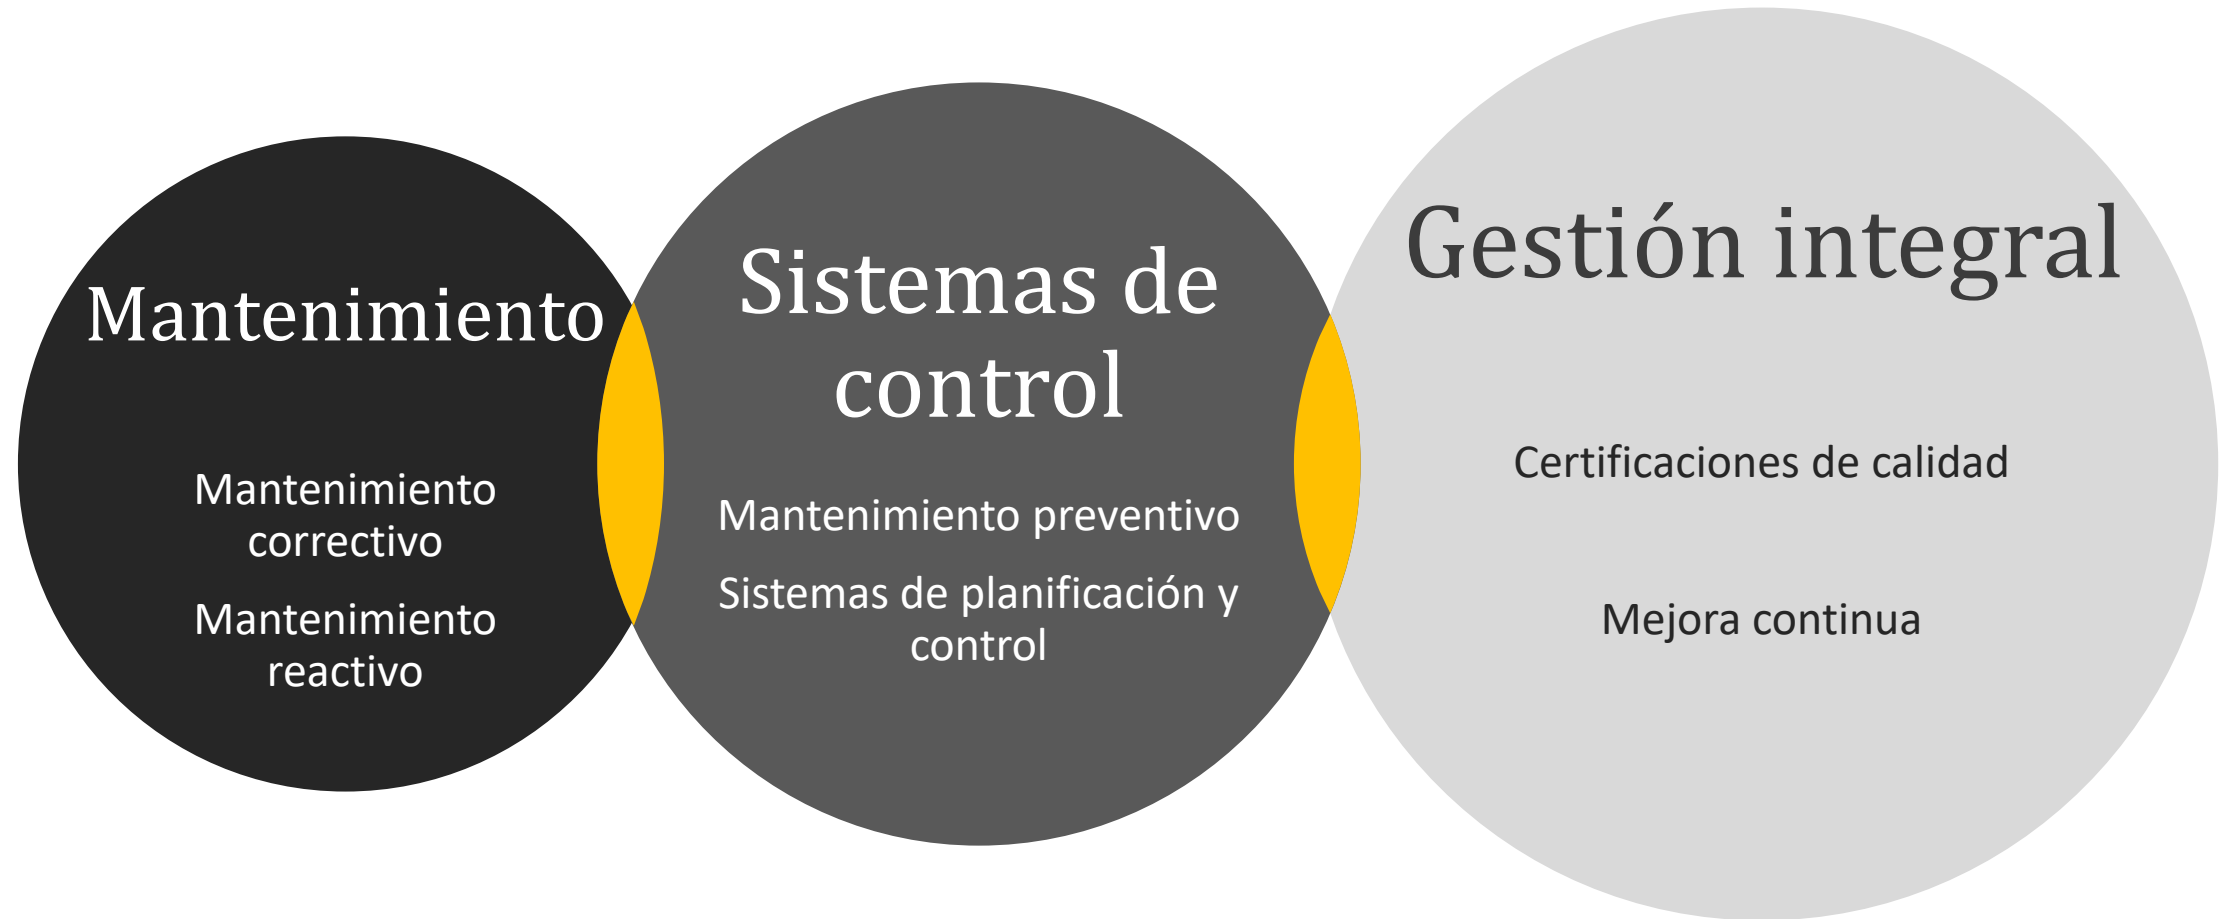 Mantenimiento
Mantenimiento
correctivo
Mantenimiento
reactivo
Sistemas de
control
Mantenimiento preventivo
Sistemas de planificación y
control
Gestión integral
Certificaciones de calidad
Mejora continua